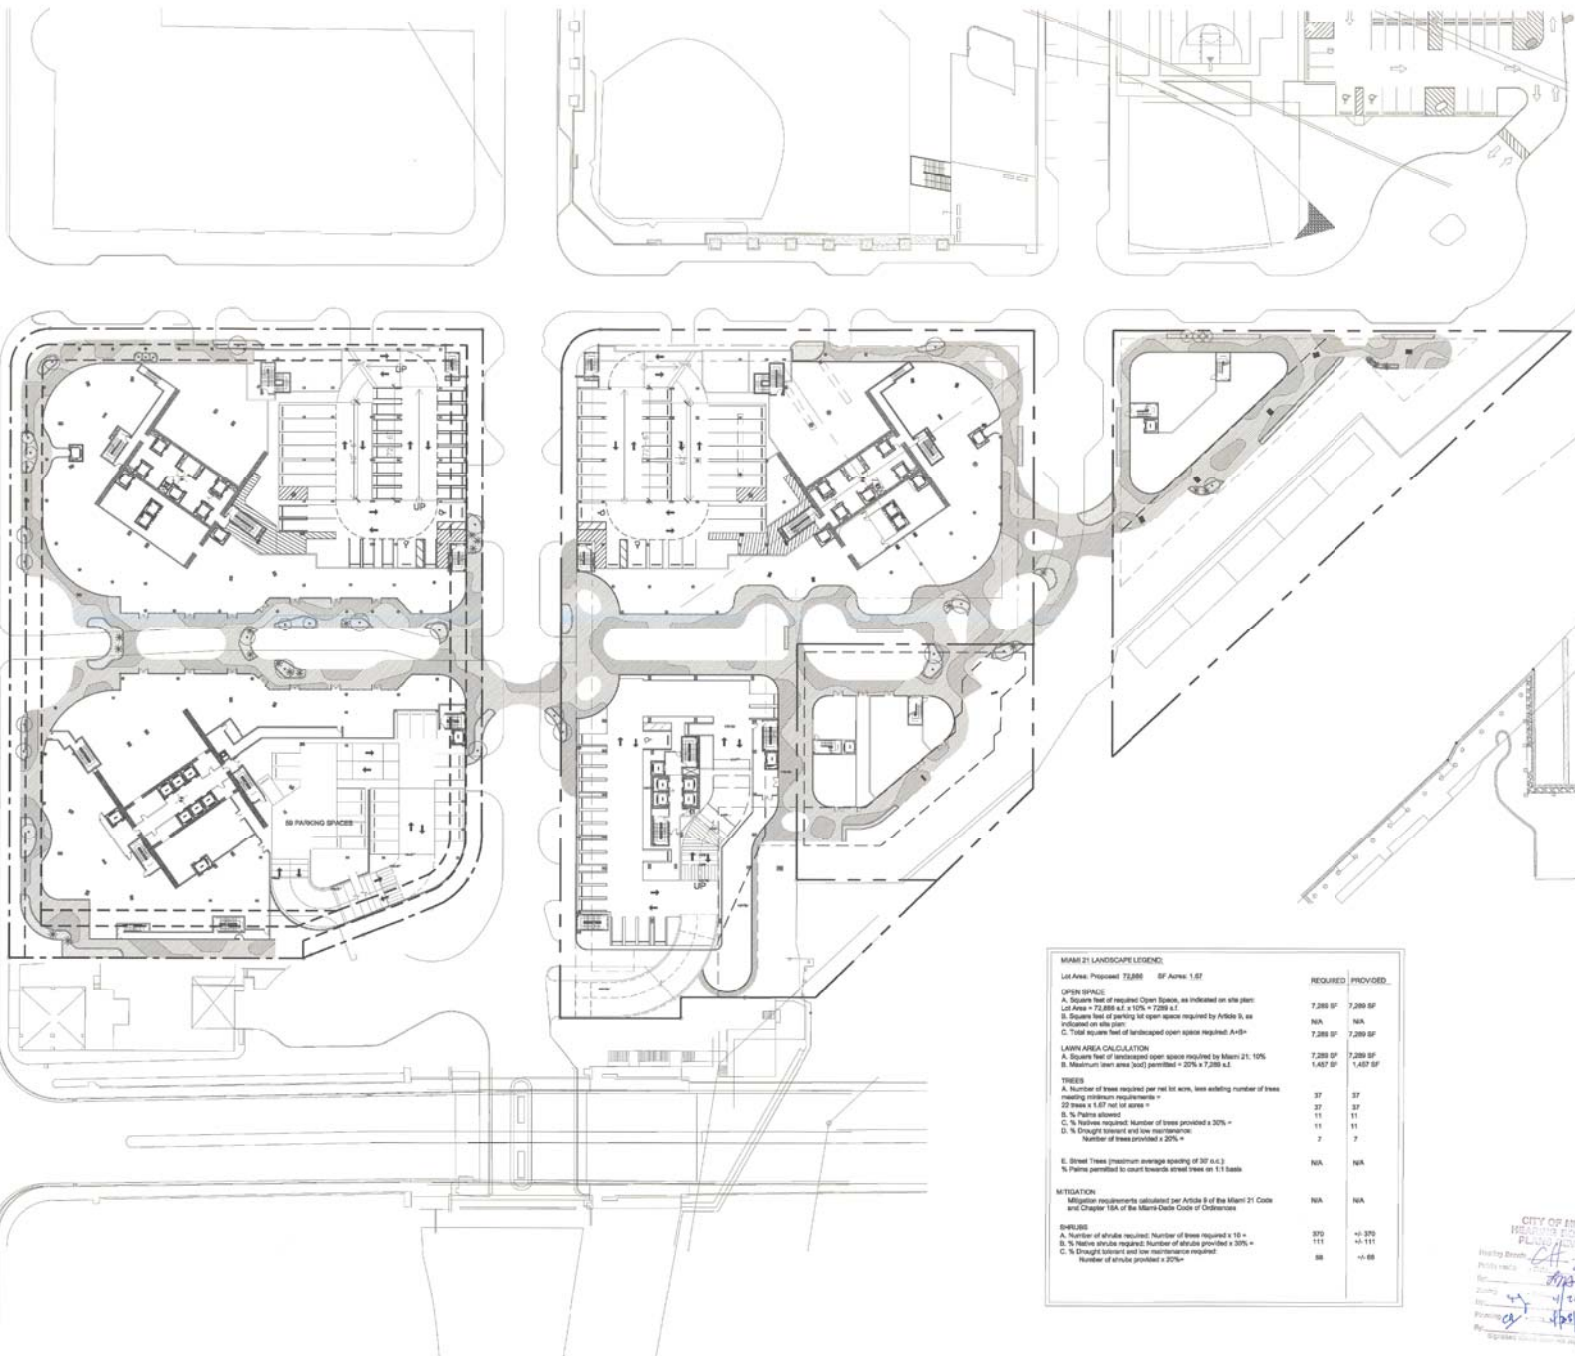 UP
UP
59 PARKING SPACES
UP
MIAMI 21 LANDSCAPE LEGEND:
Lot Area: Proposed 72,886 SF Acres: 1.67
REQUIRED PROVIDED
OPEN SPACE
A. Square feet of required Open Space, as indicated on site plan:
Lot Area = 72,886 s.f. x 10% = 7289 s.f. 7,289 SF 7,289 SF
B. Square feet of parking lot open space required by Article 9, as
indicated on site plan: N/A N/A
C. Total square feet of landscaped open space required: A+B= 7,289 SF 7,289 SF
LAWN AREA CALCULATION
A. Square feet of landscaped open space required by Miami 21: 10% 7,289 SF 7,289 SF
B. Maximum lawn area (sod) permitted = 20% x 7,289 s.f. 1,457 SF 1,457 SF
TREES
A. Number of trees required per net lot acre, less existing number of trees
meeting minimum requirements = 37 37
22 trees x 1.67 net lot acres = 37 37
B. % Palms allowed 11 11
C. % Natives required: Number of trees provided x 30% = 11 11
D. % Drought tolerant and low maintenance:
Number of trees provided x 20% = 7 7
E. Street Trees (maximum average spacing of 30' o.c.): N/A N/A
% Palms permitted to count towards street trees on 1:1 basis
MITIGATION
Mitigation requirements calculated per Article 9 of the Miami 21 Code N/A N/A
and Chapter 18A of the Miami-Dade Code of Ordinances
SHRUBS
A. Number of shrubs required: Number of trees required x 10 = 370 +/- 370
B. % Native shrubs required: Number of shrubs provided x 30% = 111 +/- 111
C. % Drought tolerant and low maintenance required:
Number of shrubs provided x 20%=
CITY OF